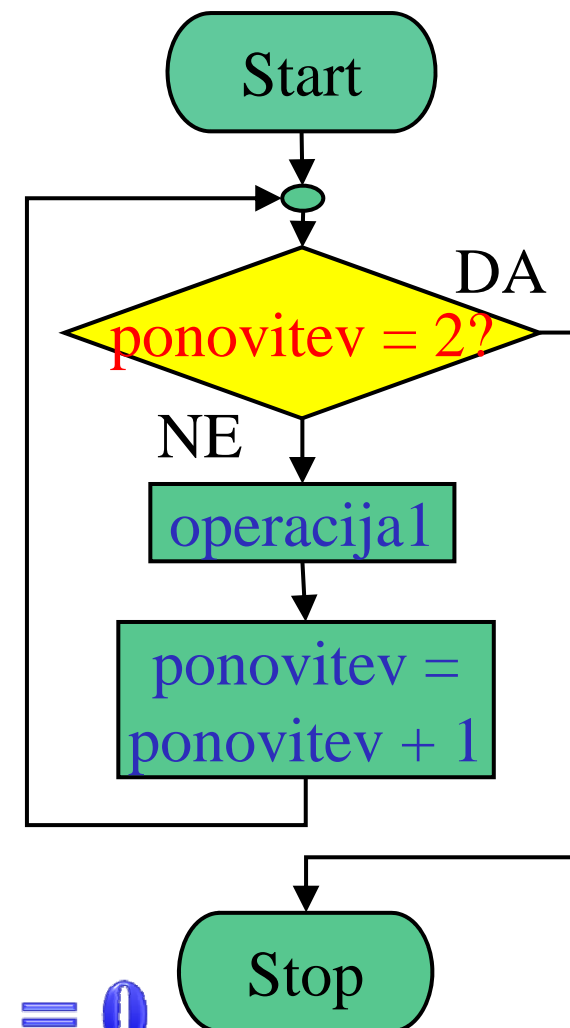 Start
DA
ponovitev = 2?
NE
operacija1
ponovitev =
ponovitev + 1
Stop
= 0